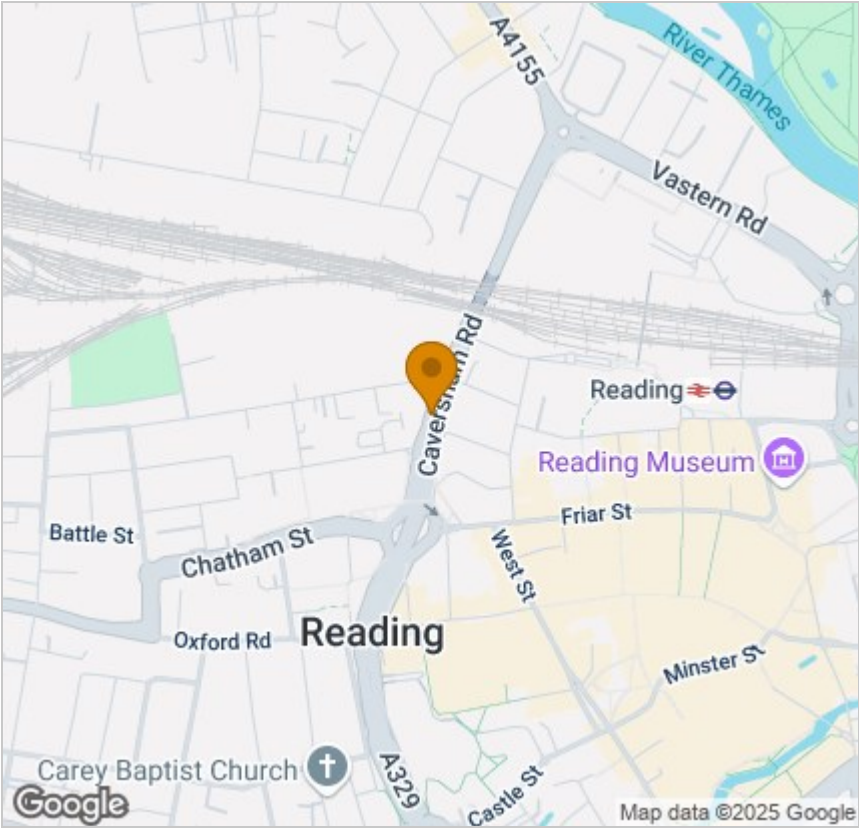 A4155
River Thames
Vastern Rd
Caversham Rd
Reading
Reading Museum
Friar St
Battle St
Chatham St
West St
Oxford Rd
Reading
Minster St
Carey Baptist Church
A329
Castle St
Google
Map data ©2025 Google